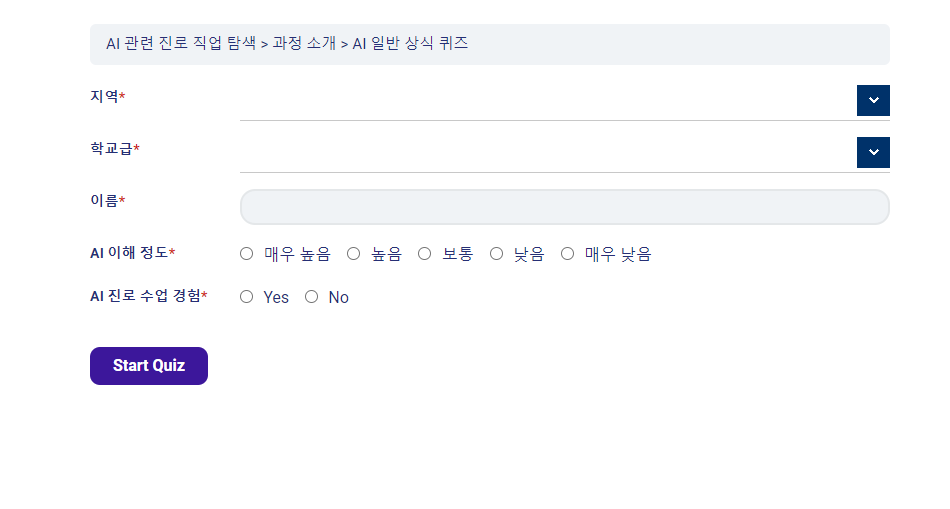 AI 관련 진로 직업 탐색 > 과정 소개 > AI 일반 상식 퀴즈
지역*
학교급*
이름*
AI 이해 정도* 매우 높음 높음 보통 낮음 매우 낮음
AI 진로 수업 경험* Yes No
Start Quiz